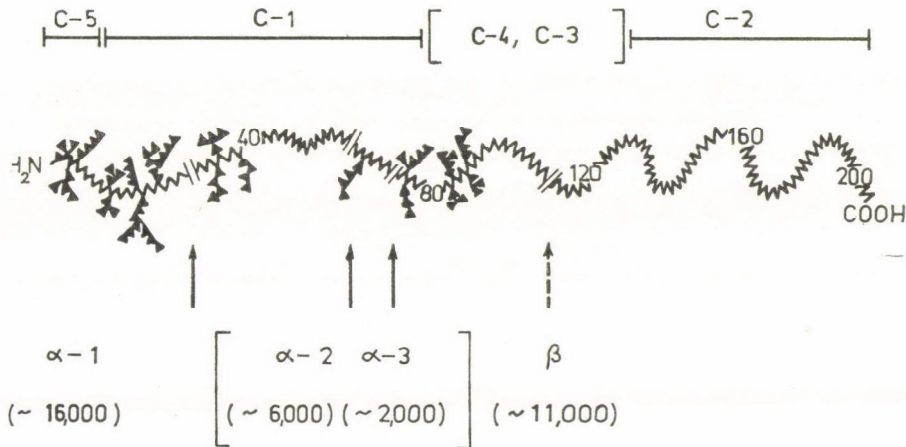 C-5 C-1 [ C-4, C-3 ] C-2
40 160
H₂N 80 120 200
COOH
[ α-1 α-2 α-3 ] β
(~ 16,000) (~ 6,000) (~ 2,000) (~ 11,000)